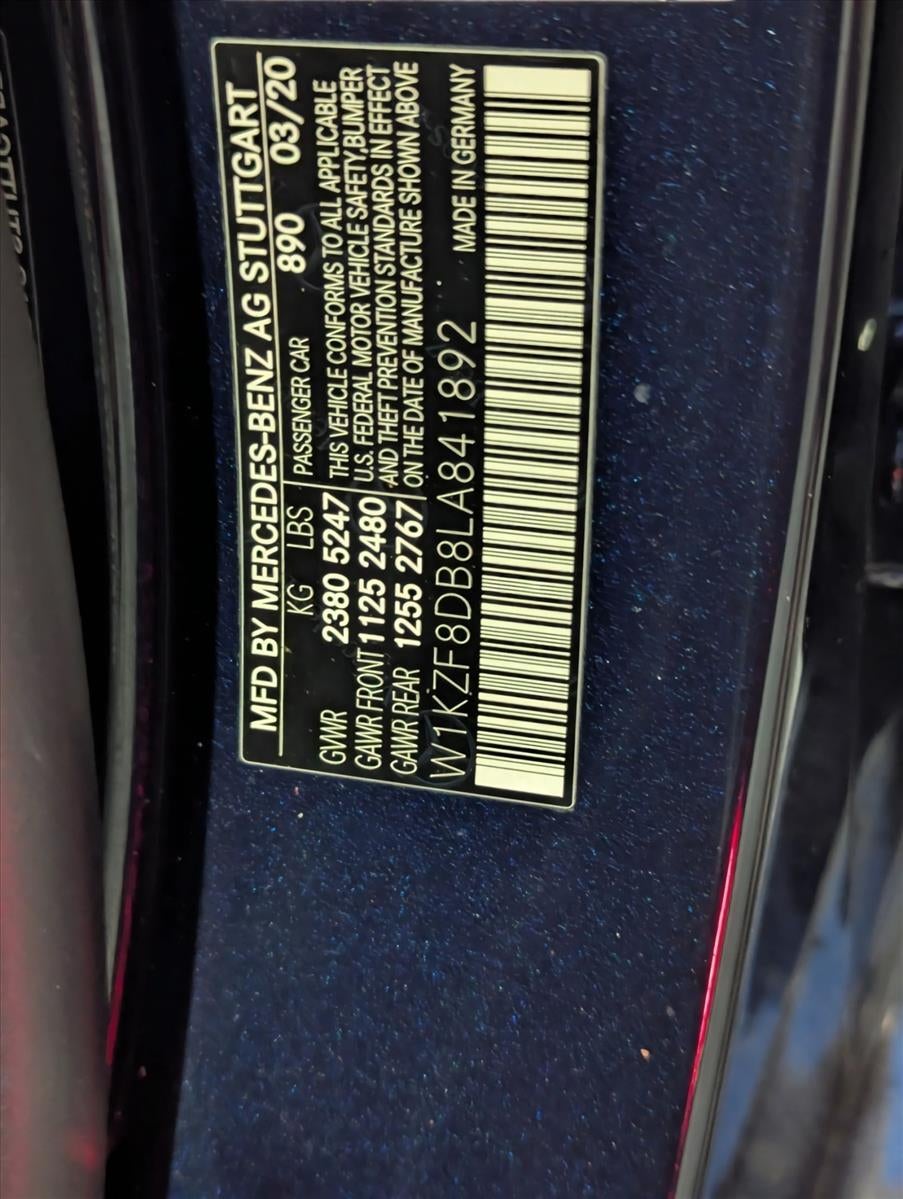 MFD BY MERCEDES-BENZ AG STUTTGART
KG LBS PASSENGER CAR 890 03/20
GVWR 2380 5247
GAWR FRONT 1125 2480
GAWR REAR 1255 2767
THIS VEHICLE CONFORMS TO ALL APPLICABLE
U.S. FEDERAL MOTOR VEHICLE SAFETY,BUMPER
AND THEFT PREVENTION STANDARDS IN EFFECT
ON THE DATE OF MANUFACTURE SHOWN ABOVE
W1KZF8DB8LA841892 MADE IN GERMANY